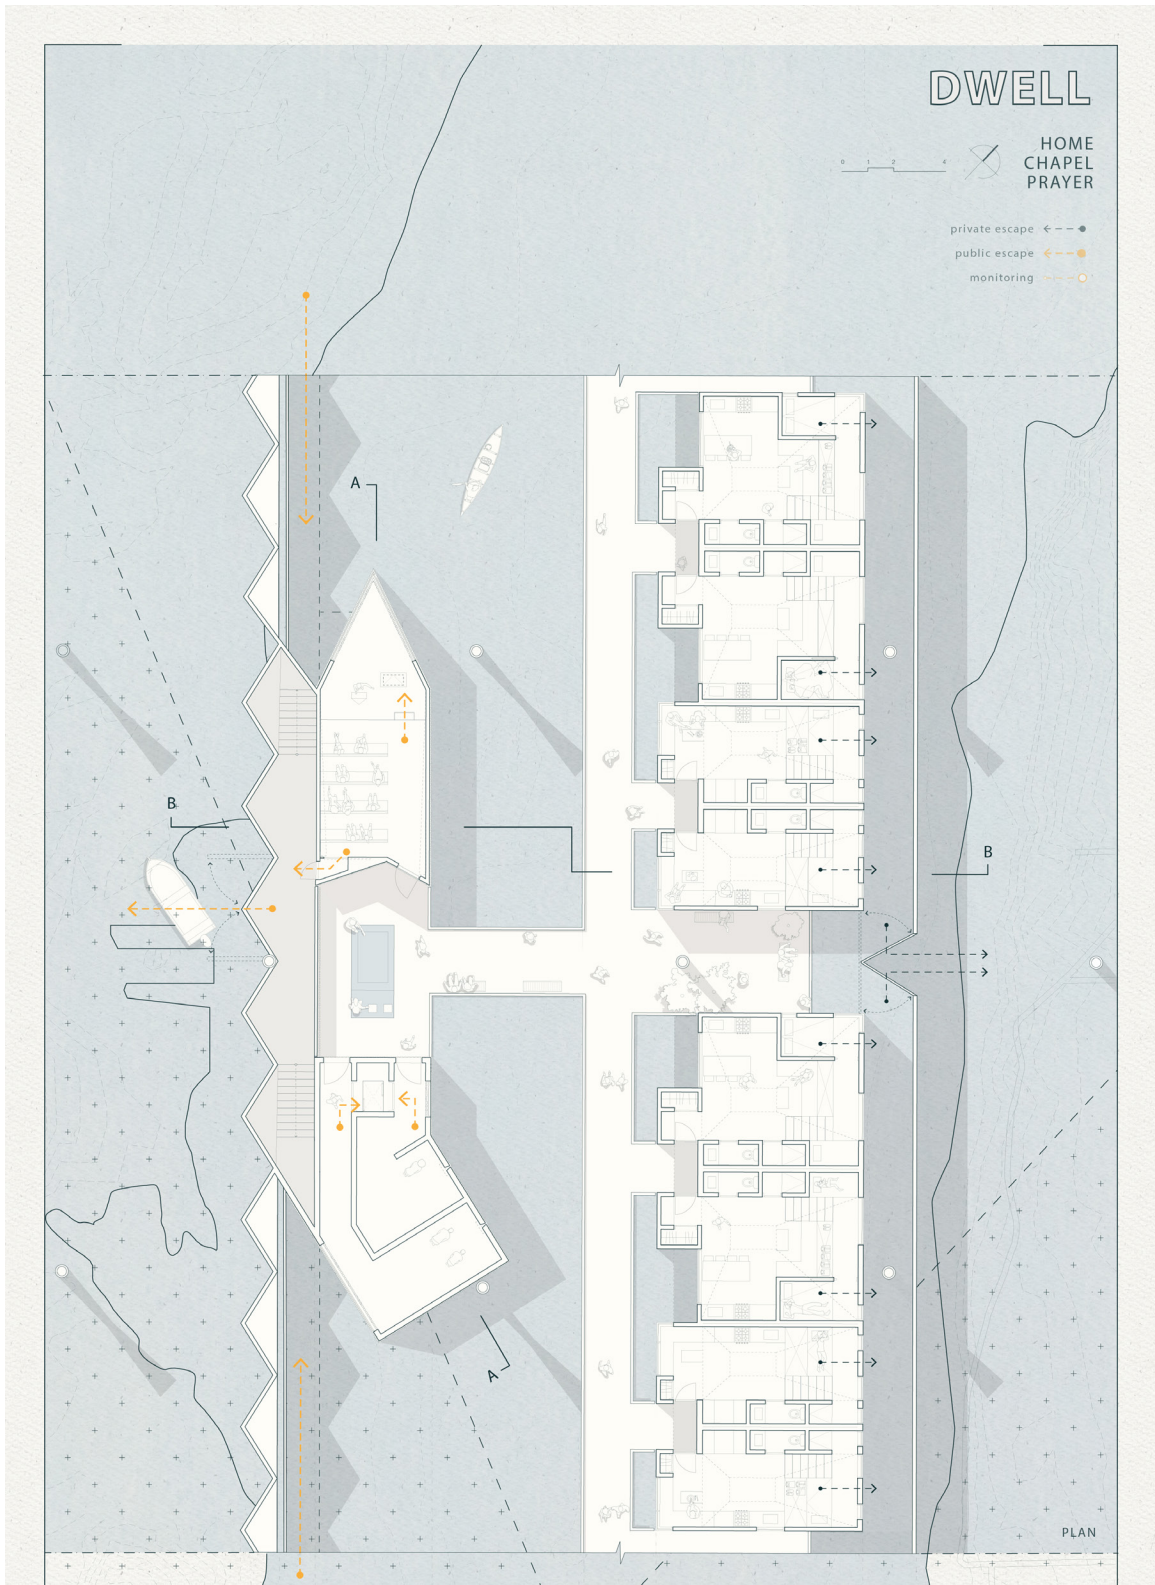 DWELL
HOME
CHAPEL
PRAYER
0 1 2 4
private escape
public escape
monitoring
A
B
B
A
PLAN